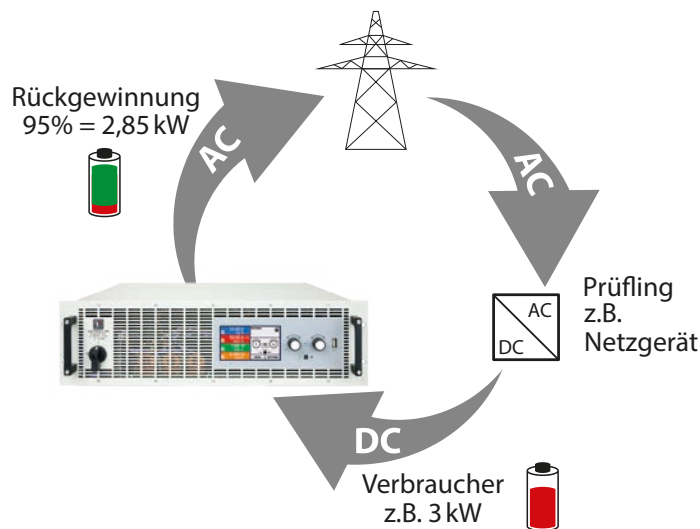 Rückgewinnung
95% = 2,85 kW
AC
AC
Prüfling
z.B.
Netzgerät
AC
DC
DC
Verbraucher
z.B. 3 kW